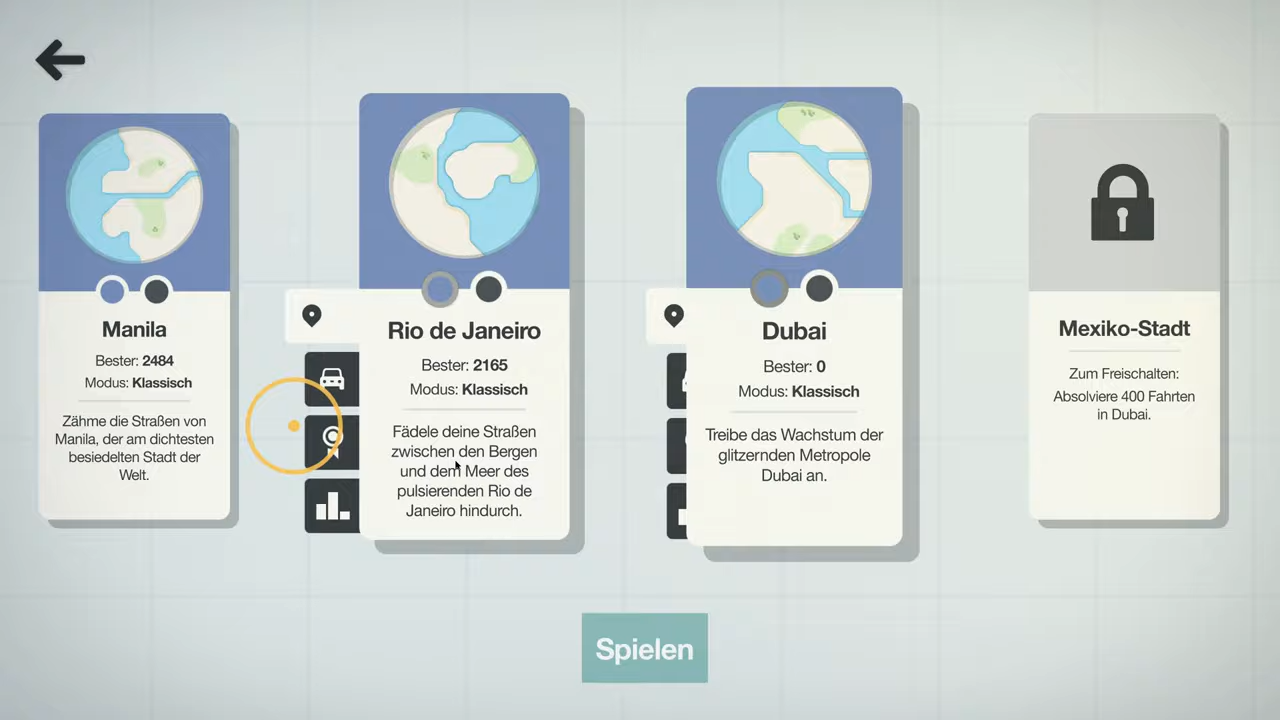 Manila
Bester: 2484
Modus: Klassisch
Zähme die Straßen von
Manila, der am dichtesten
besiedelten Stadt der
Welt.
Rio de Janeiro
Bester: 2165
Modus: Klassisch
Fädele deine Straßen
zwischen den Bergen
und dem Meer des
pulsierenden Rio de
Janeiro hindurch.
Dubai
Bester: 0
Modus: Klassisch
Treibe das Wachstum der
glitzernden Metropole
Dubai an.
Mexiko-Stadt
Zum Freischalten:
Absolviere 400 Fahrten
in Dubai.
Spielen